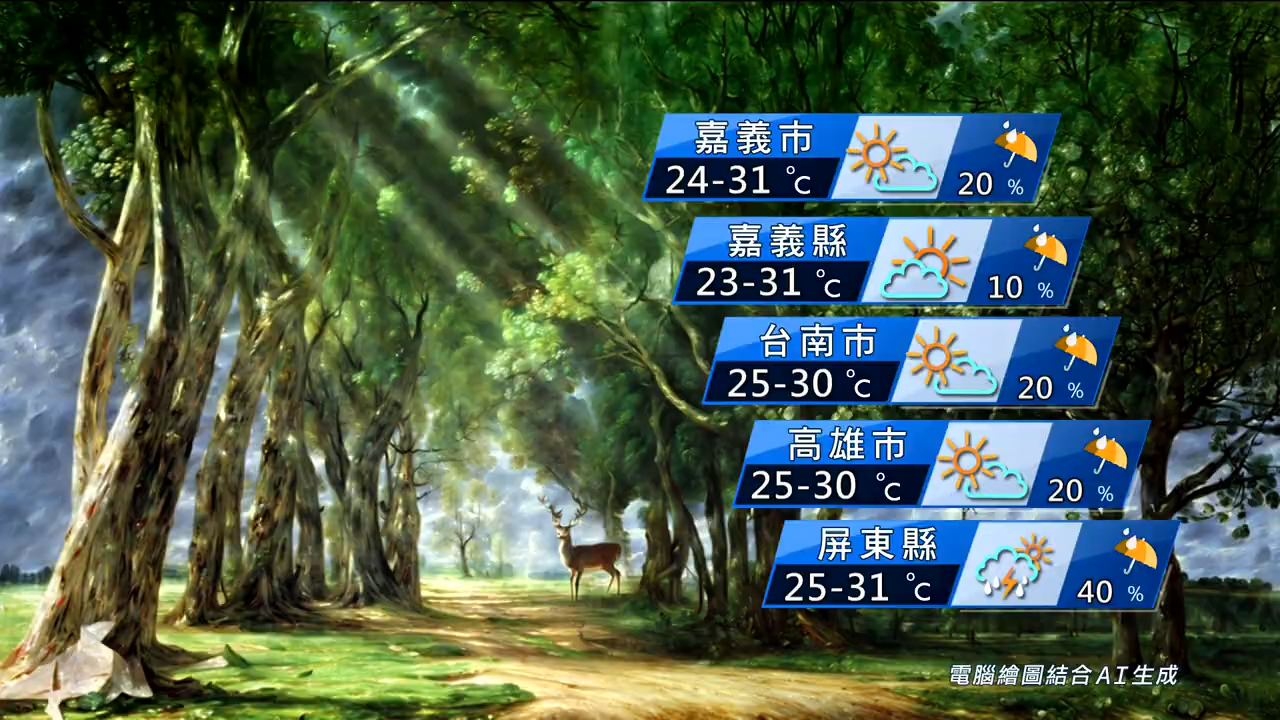 嘉義市
24-31 °C
20 %
嘉義縣
23-31 °C
10 %
台南市
25-30 °C
20 %
高雄市
25-30 °C
20 %
屏東縣
25-31 °C
40 %
電腦繪圖結合AI生成